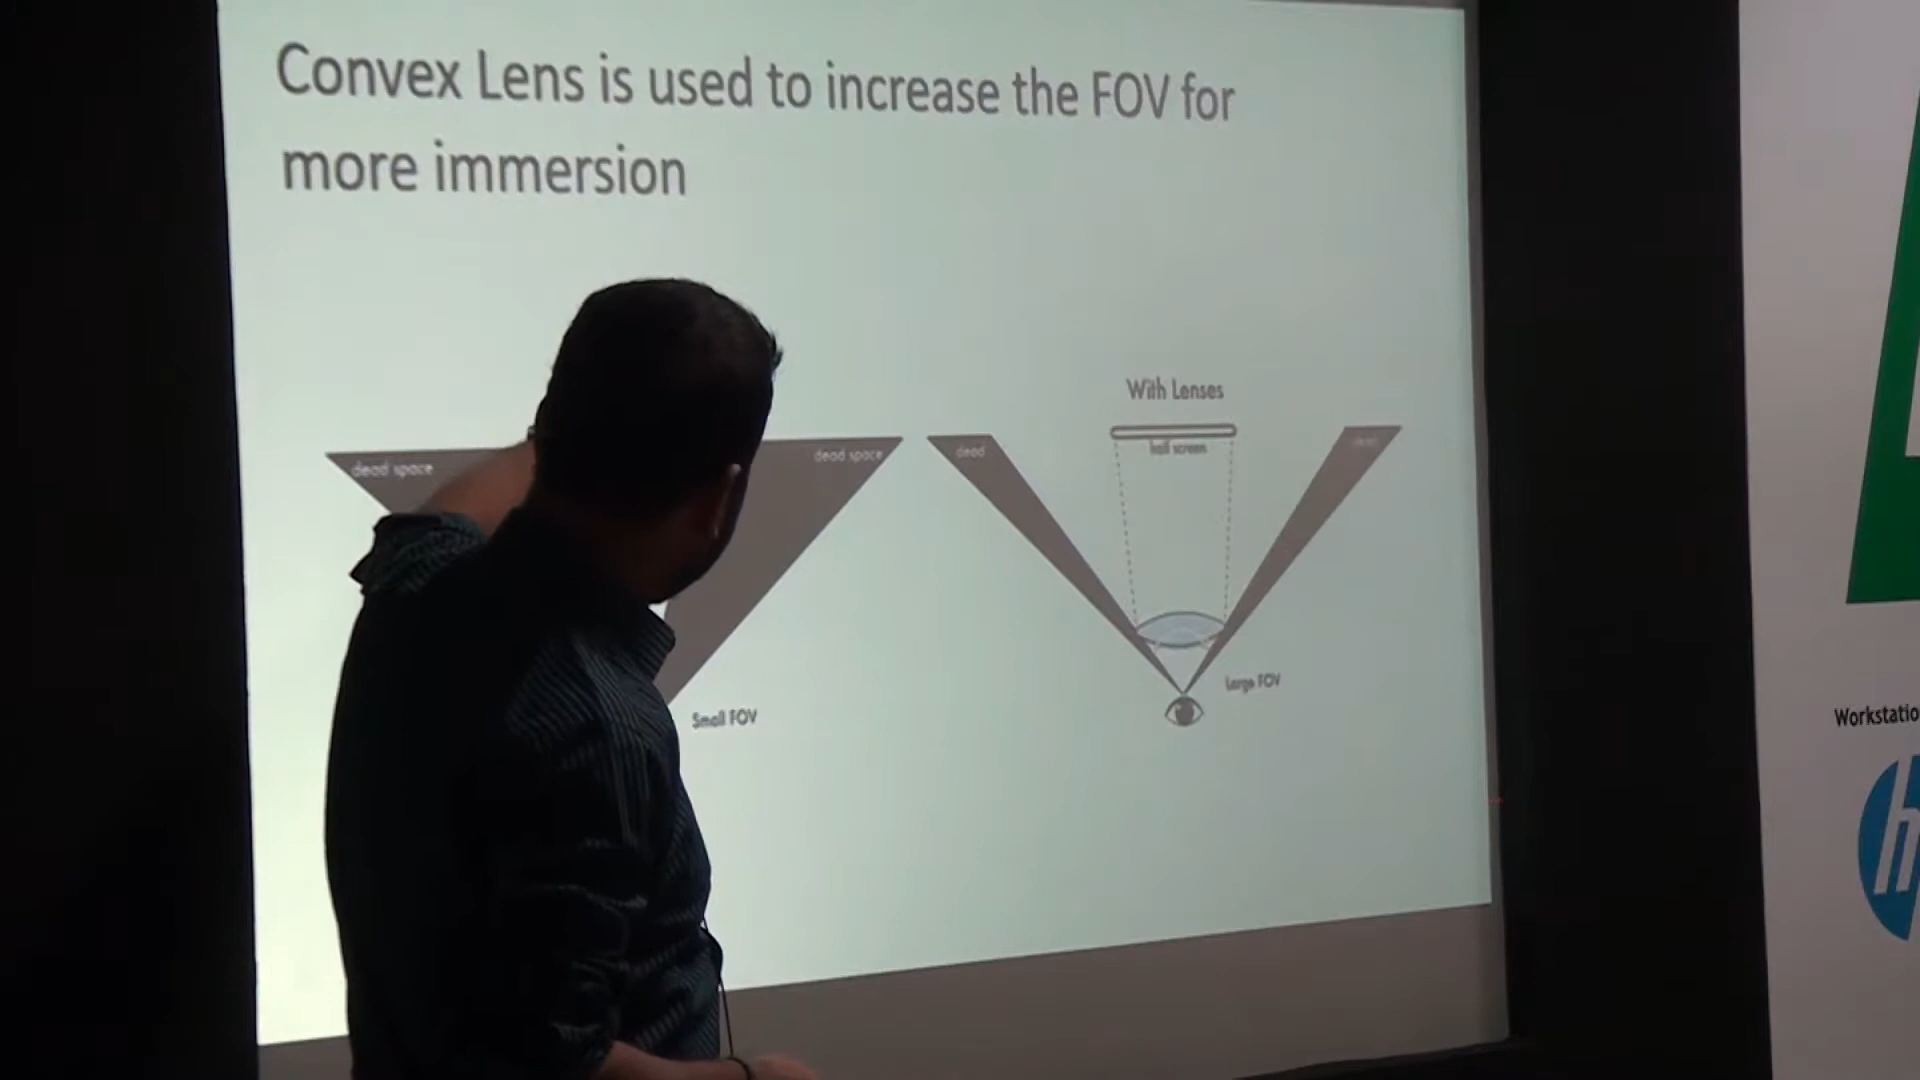 Convex Lens is used to increase the FOV for
more immersion
With Lenses
half screen
dead space
dead space
dead
Small FOV
Large FOV
Workstatio
h